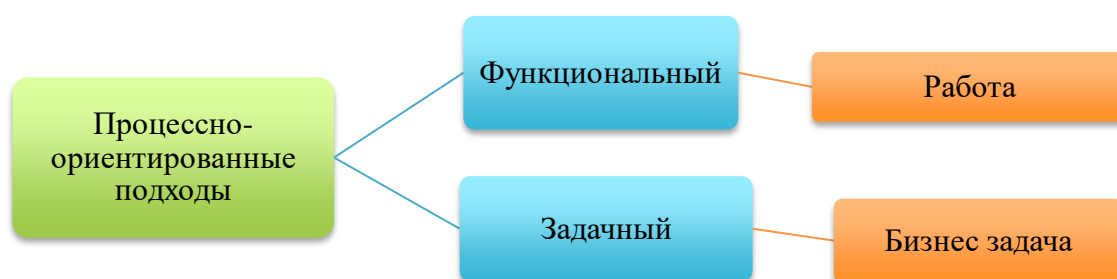 Процессно-
ориентированные
подходы
Функциональный
Работа
Задачный
Бизнес задача